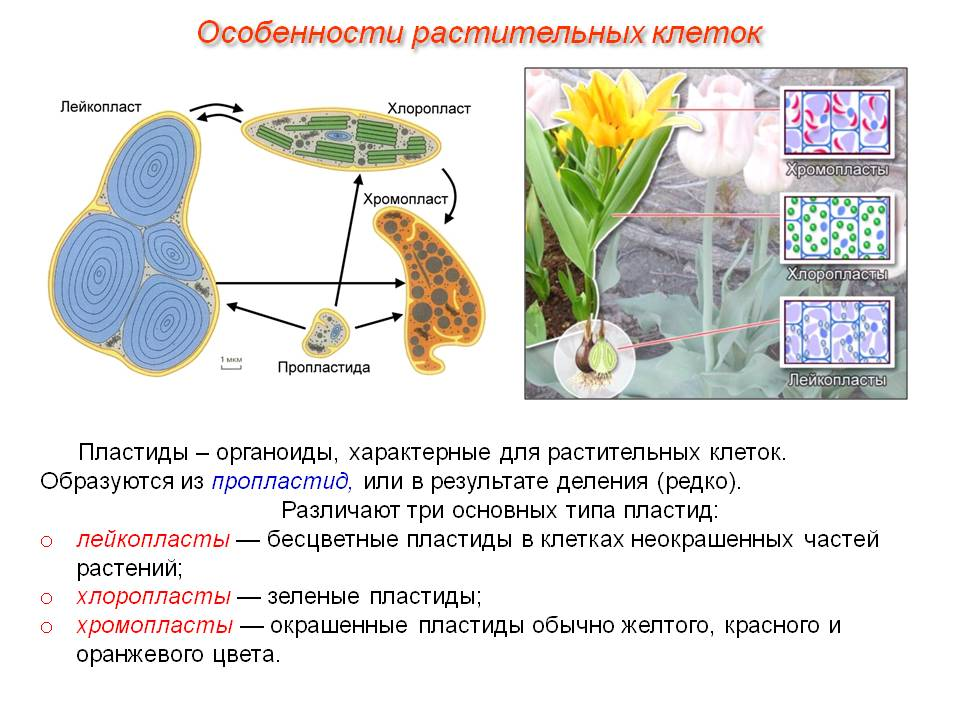 Особенности растительных клеток
Лейкопласт
Хлоропласт
Хромопласт
1 мкм
Пропластида
Хромопласты
Хлоропласты
Лейкопласты
Пластиды – органоиды, характерные для растительных клеток.
Образуются из пропластид, или в результате деления (редко).
Различают три основных типа пластид:
o лейкопласты — бесцветные пластиды в клетках неокрашенных частей
растений;
o хлоропласты — зеленые пластиды;
o хромопласты — окрашенные пластиды обычно желтого, красного и
оранжевого цвета.